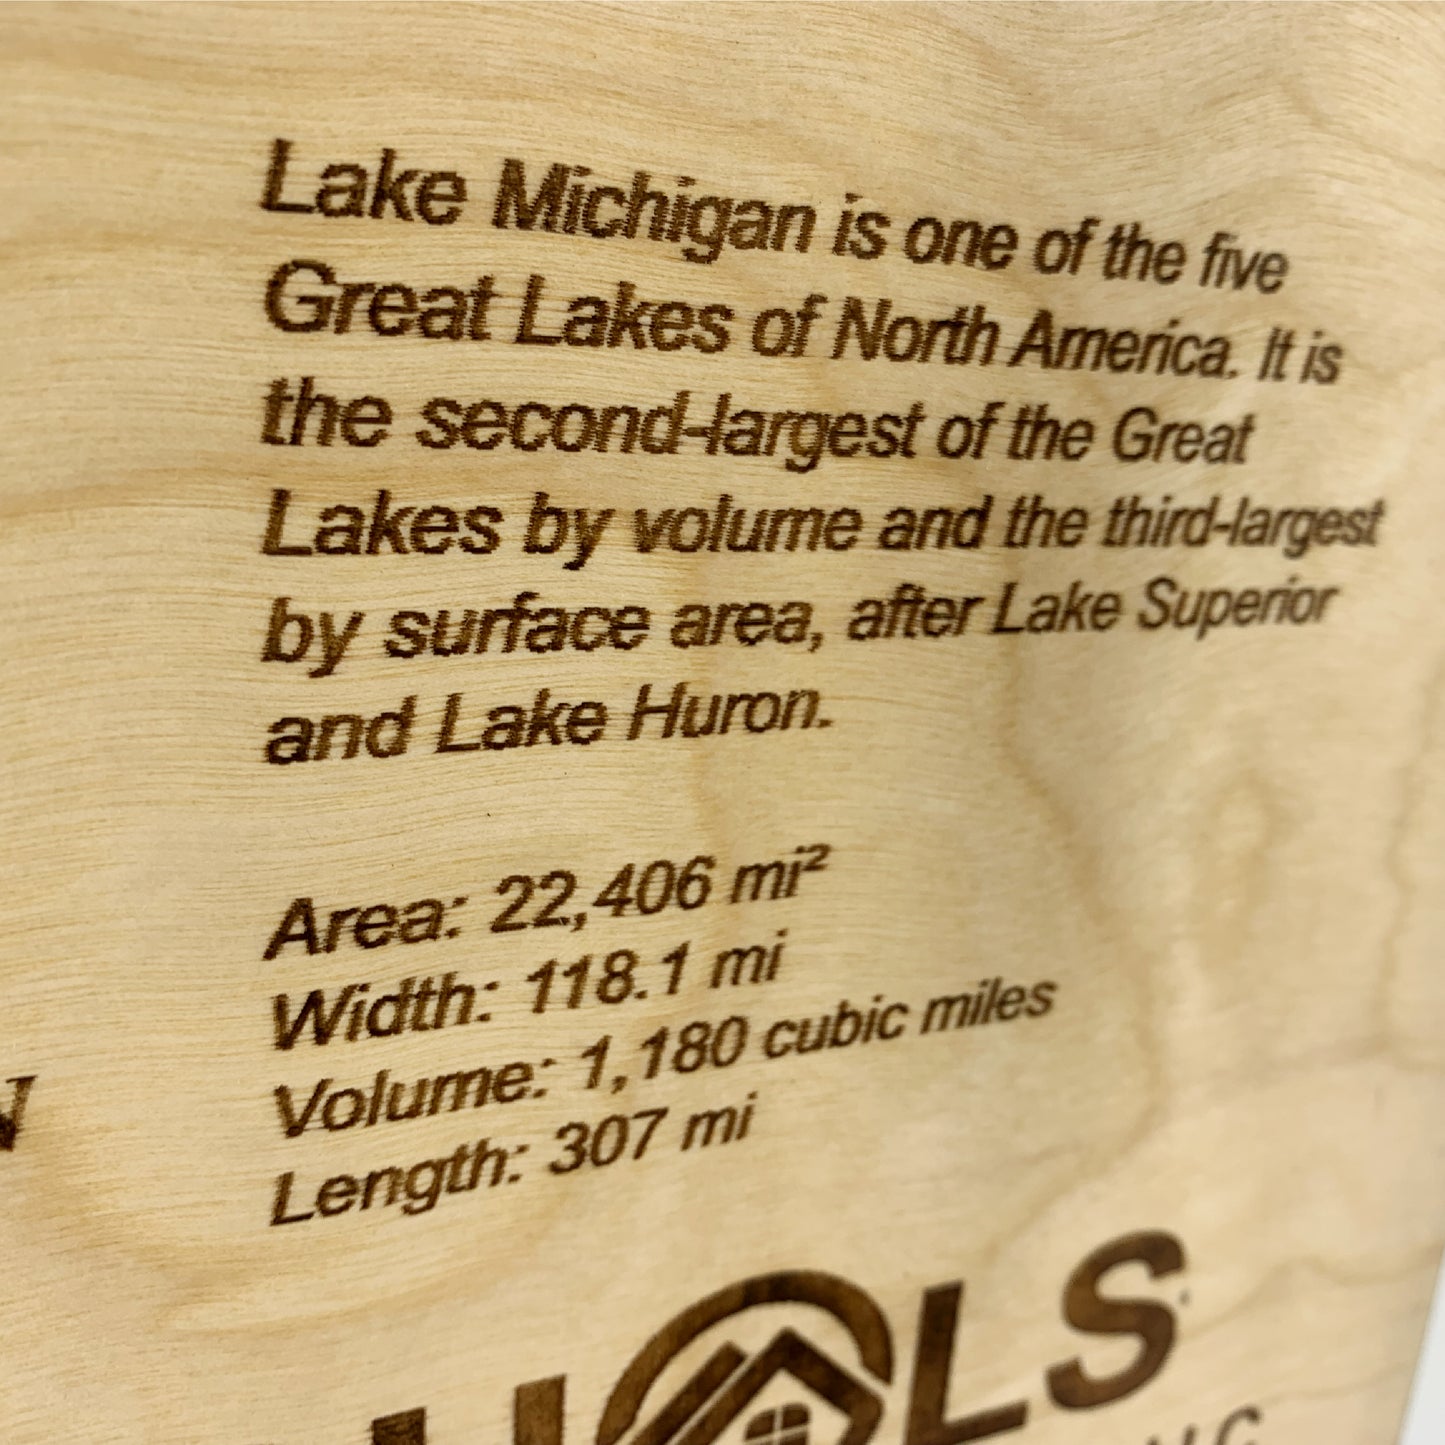 Lake Michigan is one of the five
Great Lakes of North America. It is
the second-largest of the Great
Lakes by volume and the third-largest
by surface area, after Lake Superior
and Lake Huron.
Area: 22,406 mi²
Width: 118.1 mi
Volume: 1,180 cubic miles
Length: 307 mi